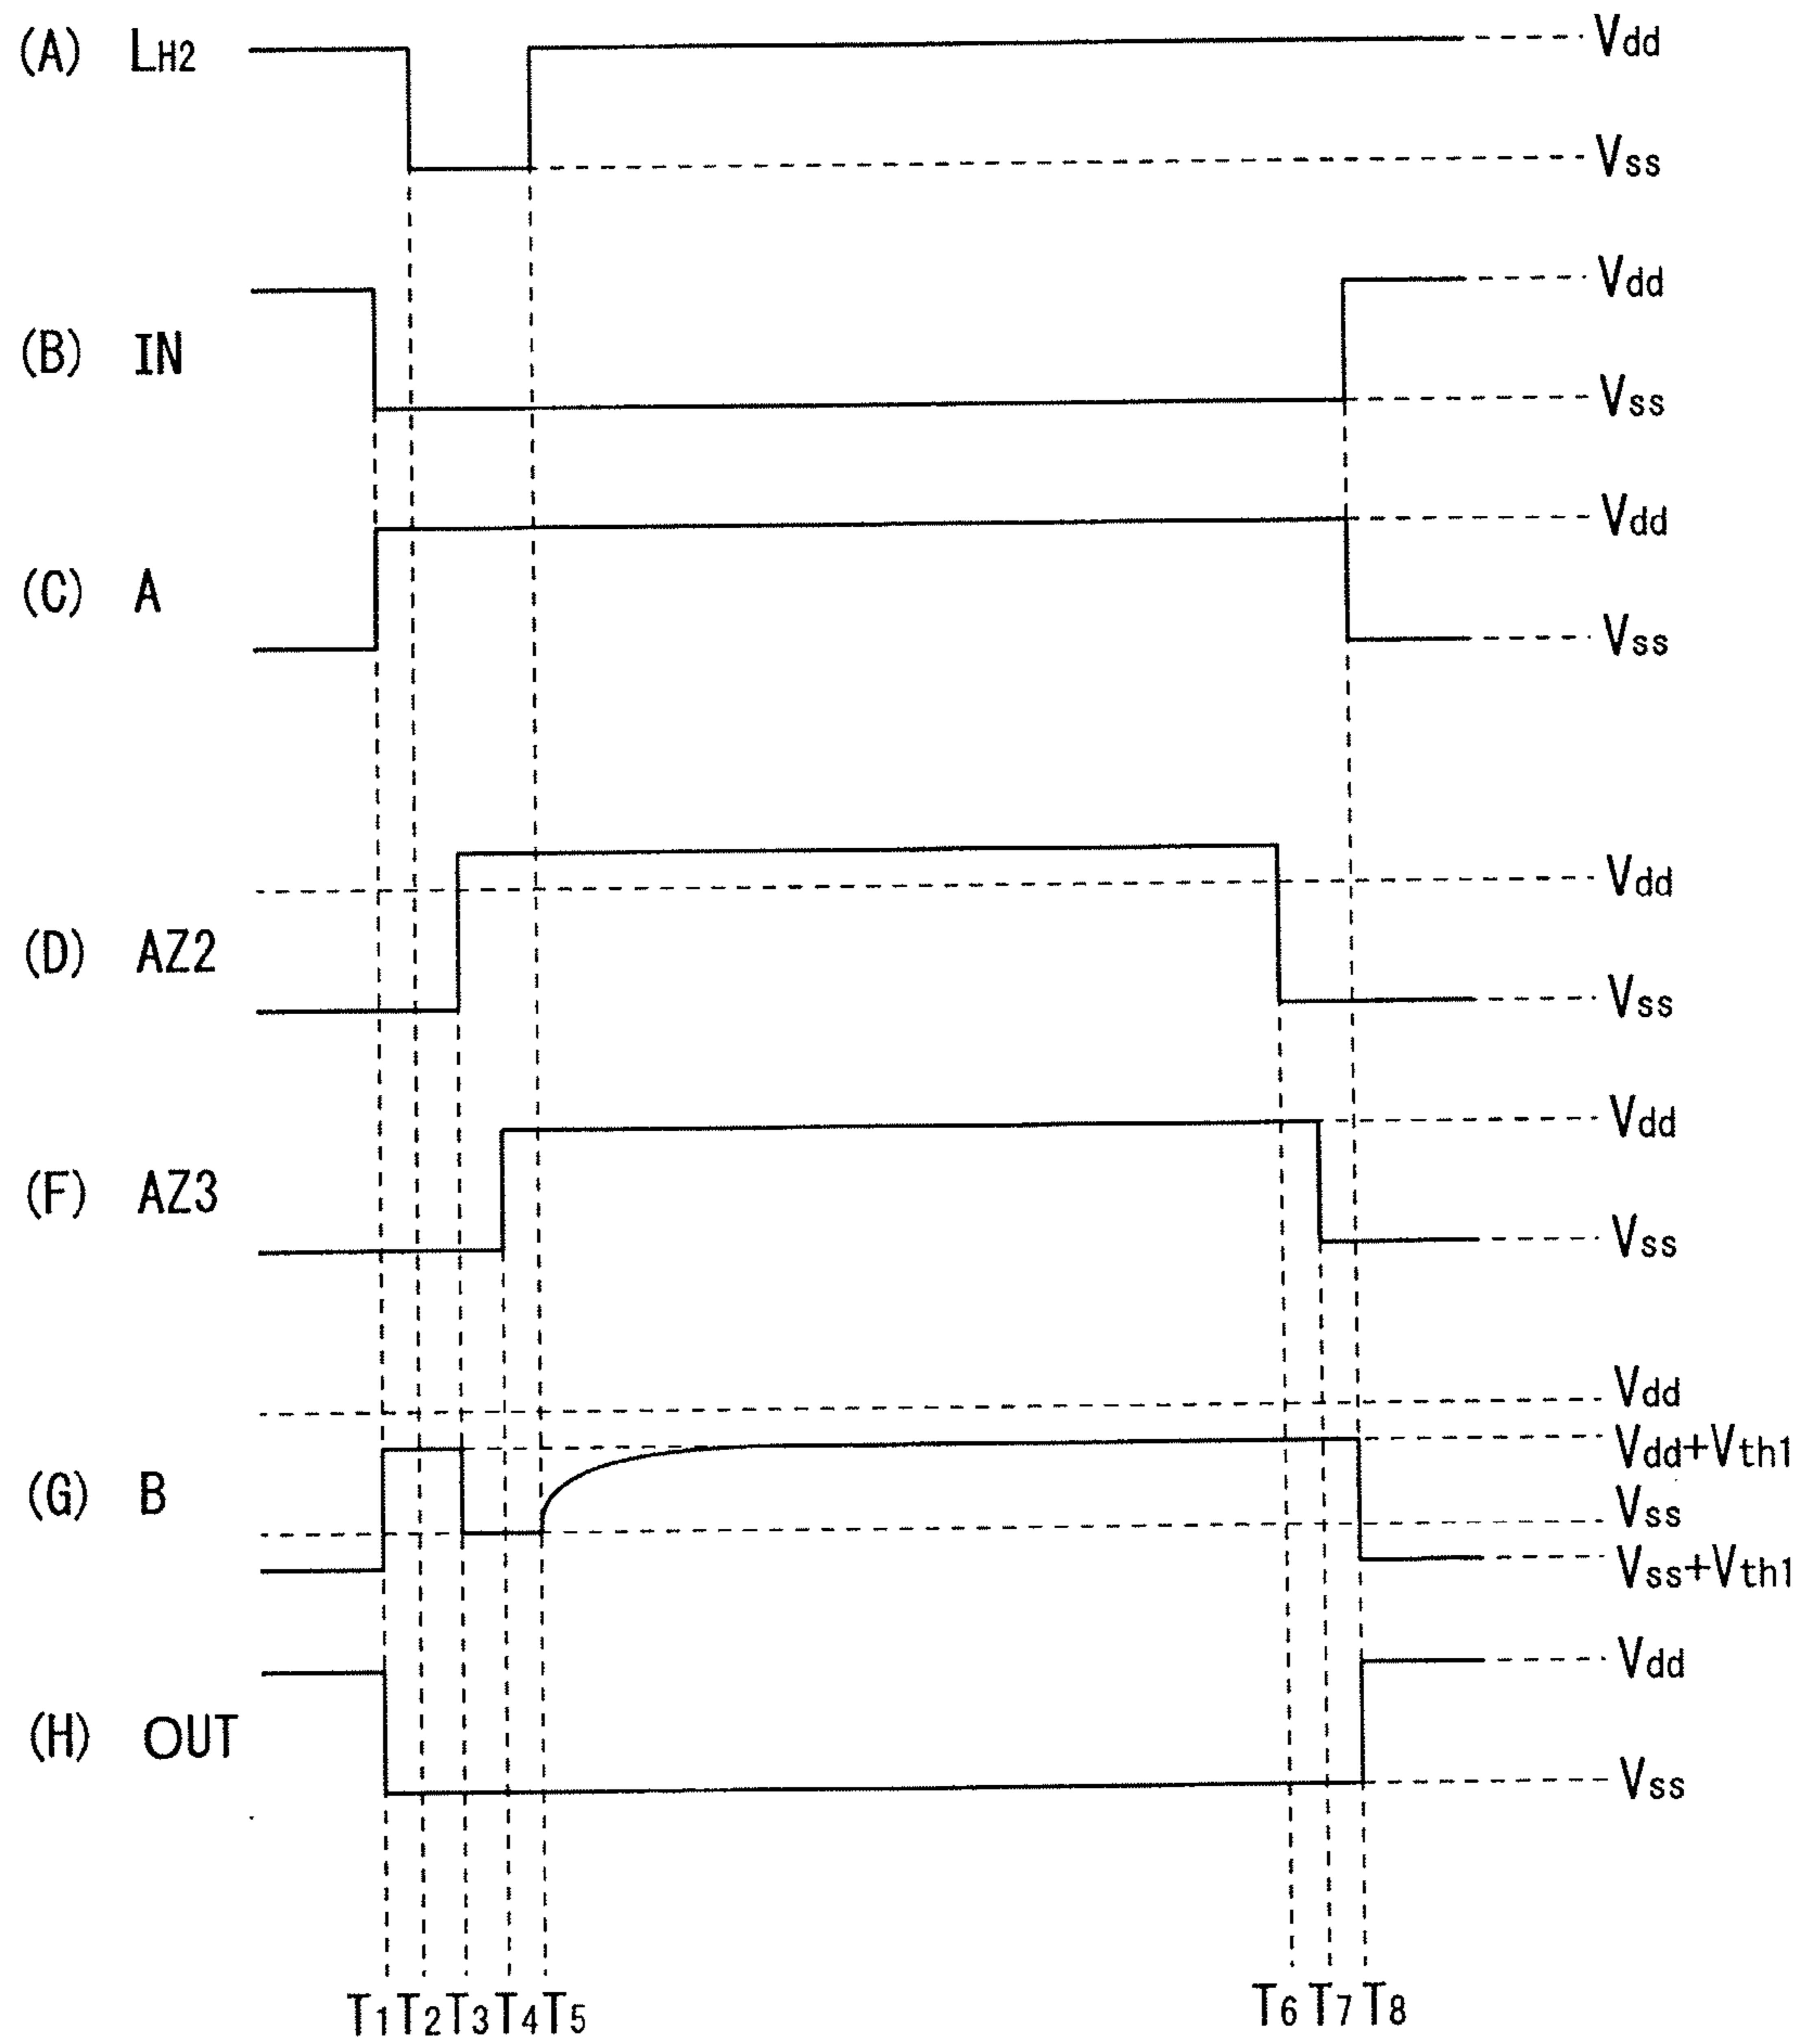 (A) LH2
Vdd
Vss
(B) IN
Vdd
Vss
(C) A
Vdd
Vss
(D) AZ2
Vdd
Vss
(F) AZ3
Vdd
Vss
(G) B
Vdd
Vdd+Vth1
Vss
Vss+Vth1
(H) OUT
Vdd
Vss
T1 T2 T3 T4 T5 T6 T7 T8